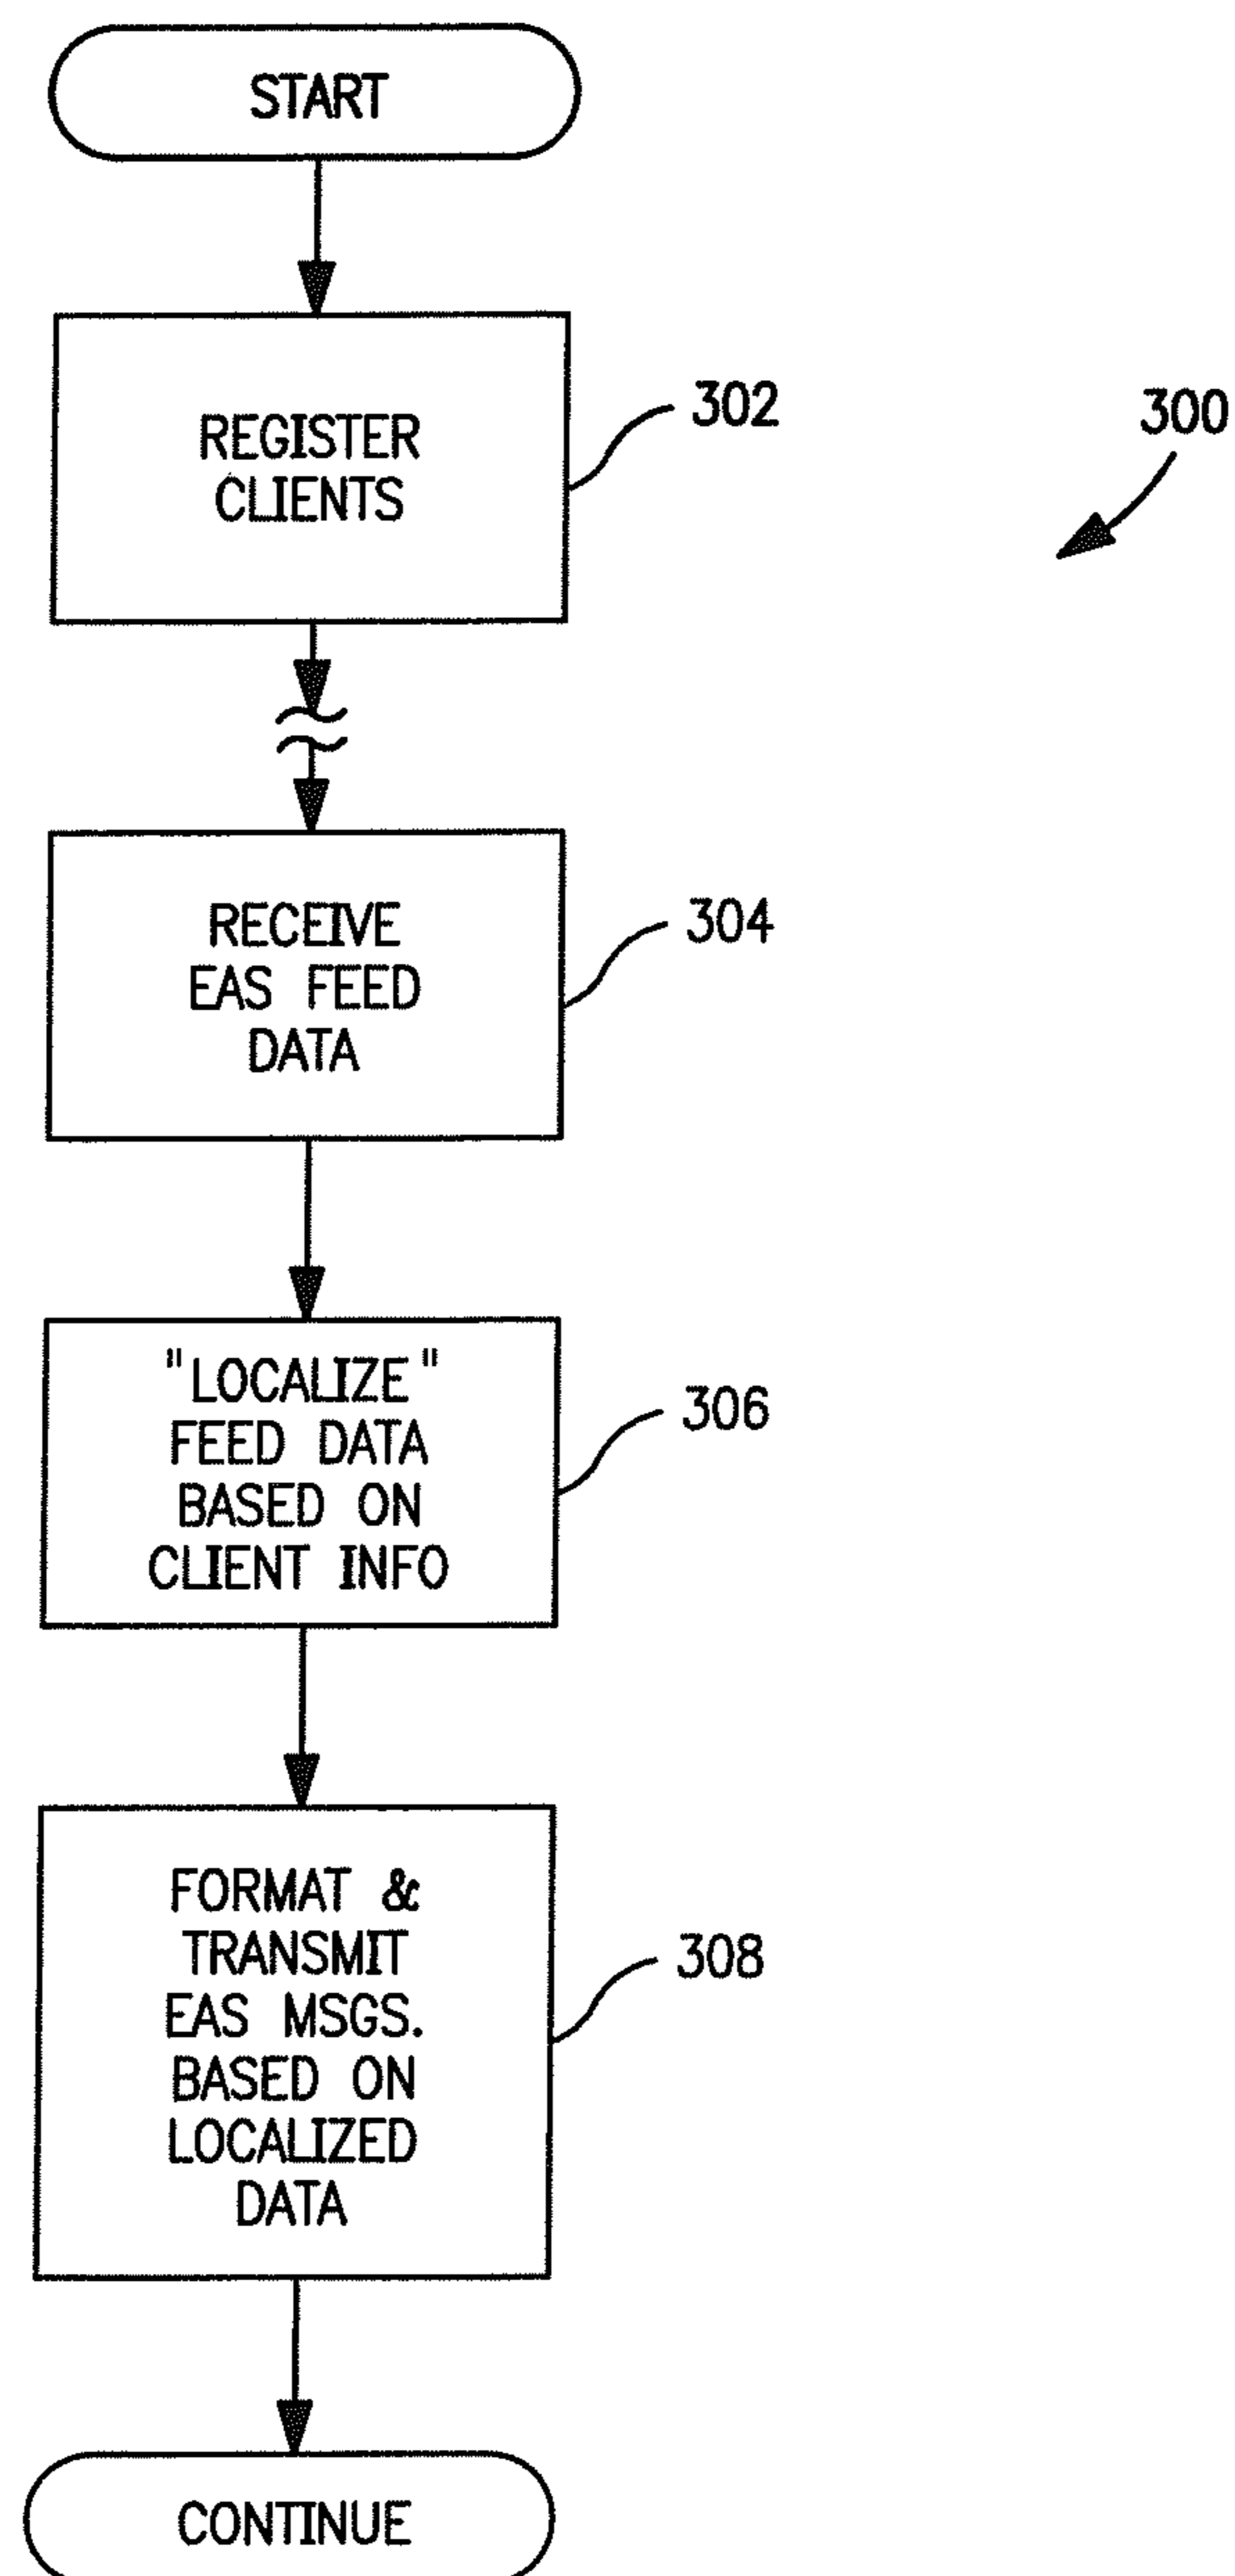 START
REGISTER
CLIENTS
302
300
RECEIVE
EAS FEED
DATA
304
"LOCALIZE"
FEED DATA
BASED ON
CLIENT INFO
306
FORMAT &
TRANSMIT
EAS MSGS.
BASED ON
LOCALIZED
DATA
308
CONTINUE